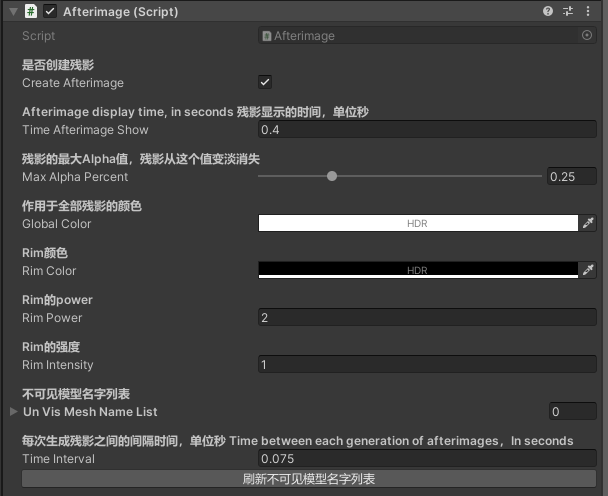 Afterimage (Script)
Script
Afterimage
是否创建残影
Create Afterimage
Afterimage display time, in seconds 残影显示的时间，单位秒
Time Afterimage Show
0.4
残影的最大Alpha值，残影从这个值变淡消失
Max Alpha Percent
0.25
作用于全部残影的颜色
Global Color
HDR
Rim颜色
Rim Color
HDR
Rim的power
Rim Power
2
Rim的强度
Rim Intensity
1
不可见模型名字列表
Un Vis Mesh Name List
0
每次生成残影之间的间隔时间，单位秒 Time between each generation of afterimages，In seconds
Time Interval
0.075
刷新不可见模型名字列表